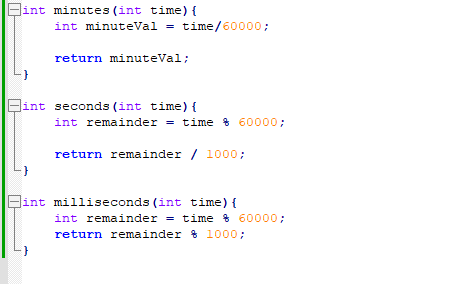 int minutes(int time){
    int minuteVal = time/60000;
    return minuteVal;
}
int seconds(int time){
    int remainder = time % 60000;
    return remainder / 1000;
}
int milliseconds(int time){
    int remainder = time % 60000;
    return remainder % 1000;
}